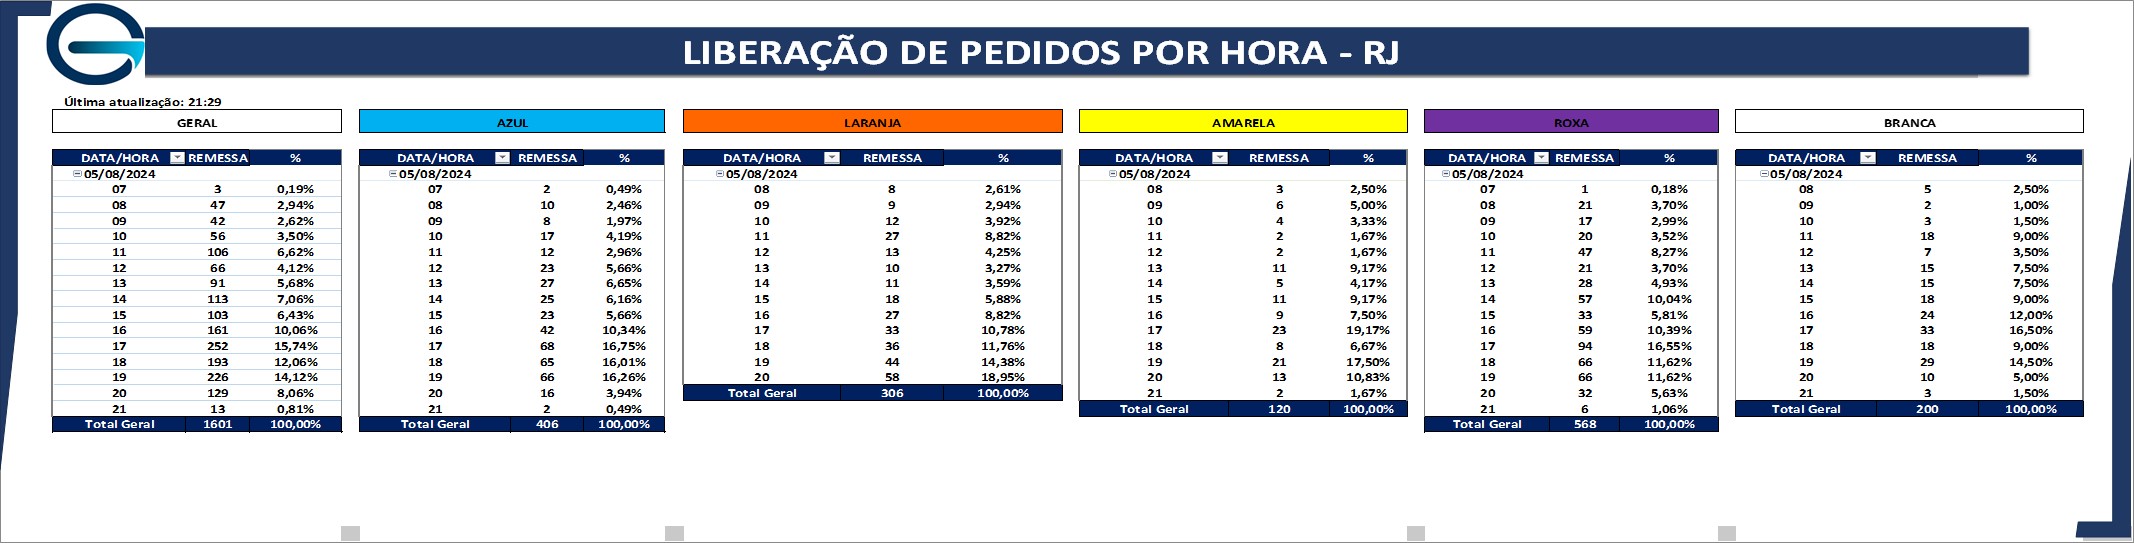 LIBERAÇÃO DE PEDIDOS POR HORA - RJ
Última atualização: 21:29
GERAL
DATA/HORA REMESSA %
05/08/2024
07 3 0,19%
08 47 2,94%
09 42 2,62%
10 56 3,50%
11 106 6,62%
12 66 4,12%
13 91 5,68%
14 113 7,06%
15 103 6,43%
16 161 10,06%
17 252 15,74%
18 193 12,06%
19 226 14,12%
20 129 8,06%
21 13 0,81%
Total Geral 1601 100,00%
AZUL
DATA/HORA REMESSA %
05/08/2024
07 2 0,49%
08 10 2,46%
09 8 1,97%
10 17 4,19%
11 12 2,96%
12 23 5,66%
13 27 6,65%
14 25 6,16%
15 23 5,66%
16 42 10,34%
17 68 16,75%
18 65 16,01%
19 66 16,26%
20 16 3,94%
21 2 0,49%
Total Geral 406 100,00%
LARANJA
DATA/HORA REMESSA %
05/08/2024
08 8 2,61%
09 9 2,94%
10 12 3,92%
11 27 8,82%
12 13 4,25%
13 10 3,27%
14 11 3,59%
15 18 5,88%
16 27 8,82%
17 33 10,78%
18 36 11,76%
19 44 14,38%
20 58 18,95%
Total Geral 306 100,00%
AMARELA
DATA/HORA REMESSA %
05/08/2024
08 3 2,50%
09 6 5,00%
10 4 3,33%
11 2 1,67%
12 2 1,67%
13 11 9,17%
14 5 4,17%
15 11 9,17%
16 9 7,50%
17 23 19,17%
18 8 6,67%
19 21 17,50%
20 13 10,83%
21 2 1,67%
Total Geral 120 100,00%
ROXA
DATA/HORA REMESSA %
05/08/2024
07 1 0,18%
08 21 3,70%
09 17 2,99%
10 20 3,52%
11 47 8,27%
12 21 3,70%
13 28 4,93%
14 57 10,04%
15 33 5,81%
16 59 10,39%
17 94 16,55%
18 66 11,62%
19 66 11,62%
20 32 5,63%
21 6 1,06%
Total Geral 568 100,00%
BRANCA
DATA/HORA REMESSA %
05/08/2024
08 5 2,50%
09 2 1,00%
10 3 1,50%
11 18 9,00%
12 7 3,50%
13 15 7,50%
14 15 7,50%
15 18 9,00%
16 24 12,00%
17 33 16,50%
18 18 9,00%
19 29 14,50%
20 10 5,00%
21 3 1,50%
Total Geral 200 100,00%